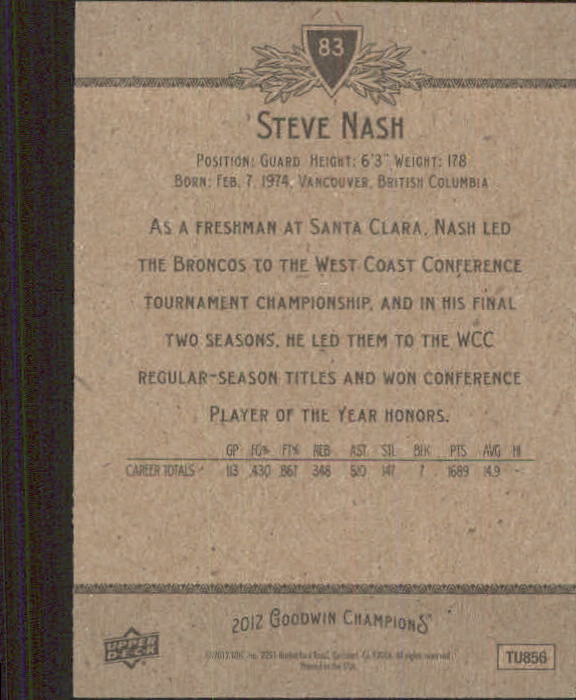 83
STEVE NASH
POSITION: GUARD HEIGHT: 6'3" WEIGHT: 178
BORN: FEB. 7, 1974, VANCOUVER, BRITISH COLUMBIA
AS A FRESHMAN AT SANTA CLARA, NASH LED
THE BRONCOS TO THE WEST COAST CONFERENCE
TOURNAMENT CHAMPIONSHIP, AND IN HIS FINAL
TWO SEASONS, HE LED THEM TO THE WCC
REGULAR-SEASON TITLES AND WON CONFERENCE
PLAYER OF THE YEAR HONORS.
GP FG% FT% REB AST STL BLK PTS AVG HI
CAREER TOTALS 113 .430 .867 348 510 147 7 1689 14.9 -
2012 GOODWIN CHAMPIONS
UPPER DECK
Printed in the USA.
TU856